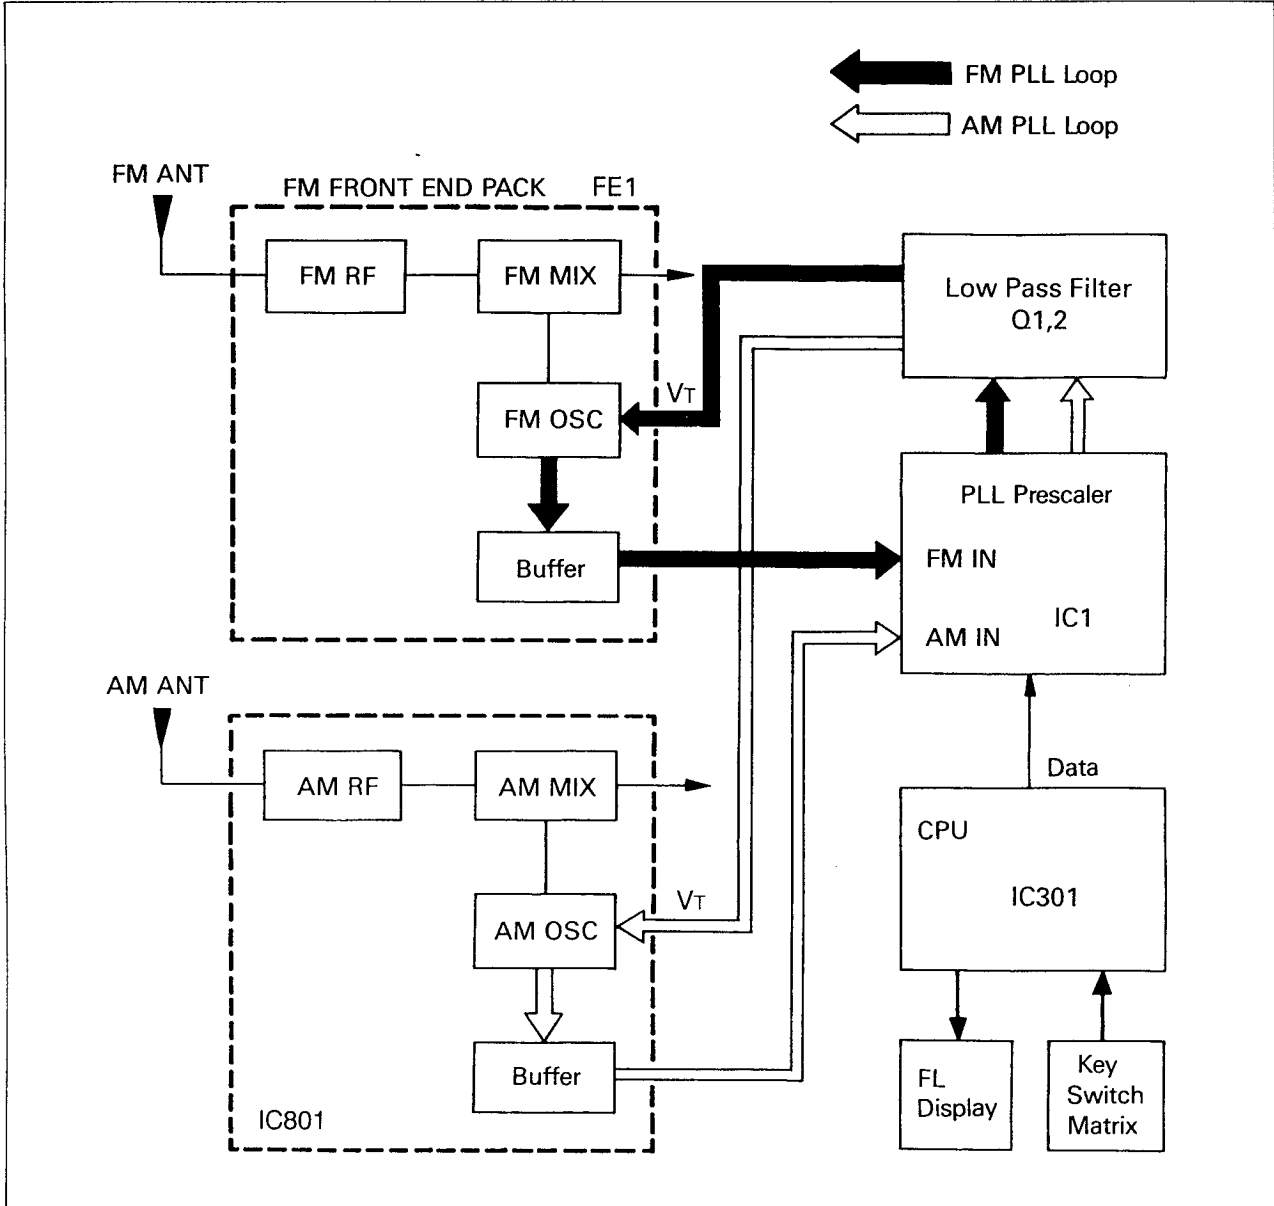 FM PLL Loop
AM PLL Loop
FM ANT
FM FRONT END PACK FE1
FM RF
FM MIX
Low Pass Filter
Q1,2
VT
FM OSC
PLL Prescaler
Buffer
FM IN
IC1
AM IN
AM ANT
AM RF
AM MIX
Data
CPU
IC301
VT
AM OSC
Buffer
IC801
FL
Display
Key
Switch
Matrix